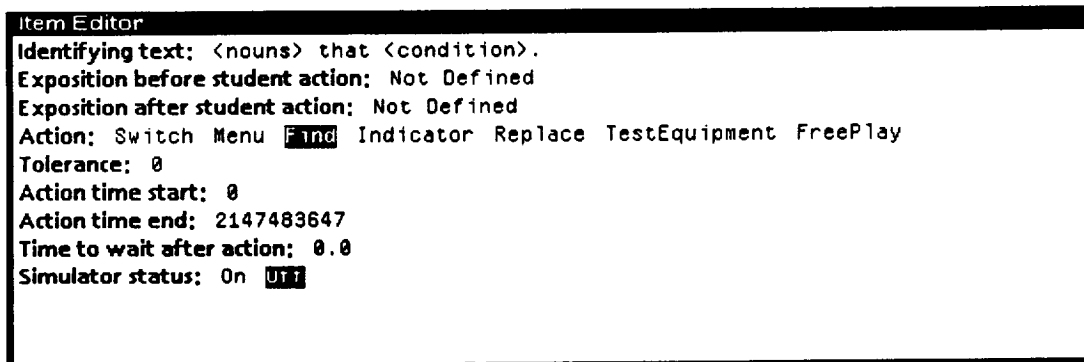 Item Editor
Identifying text: <nouns> that <condition>.
Exposition before student action: Not Defined
Exposition after student action: Not Defined
Action: Switch Menu Find Indicator Replace TestEquipment FreePlay
Tolerance: 0
Action time start: 0
Action time end: 2147483647
Time to wait after action: 0.0
Simulator status: On Off